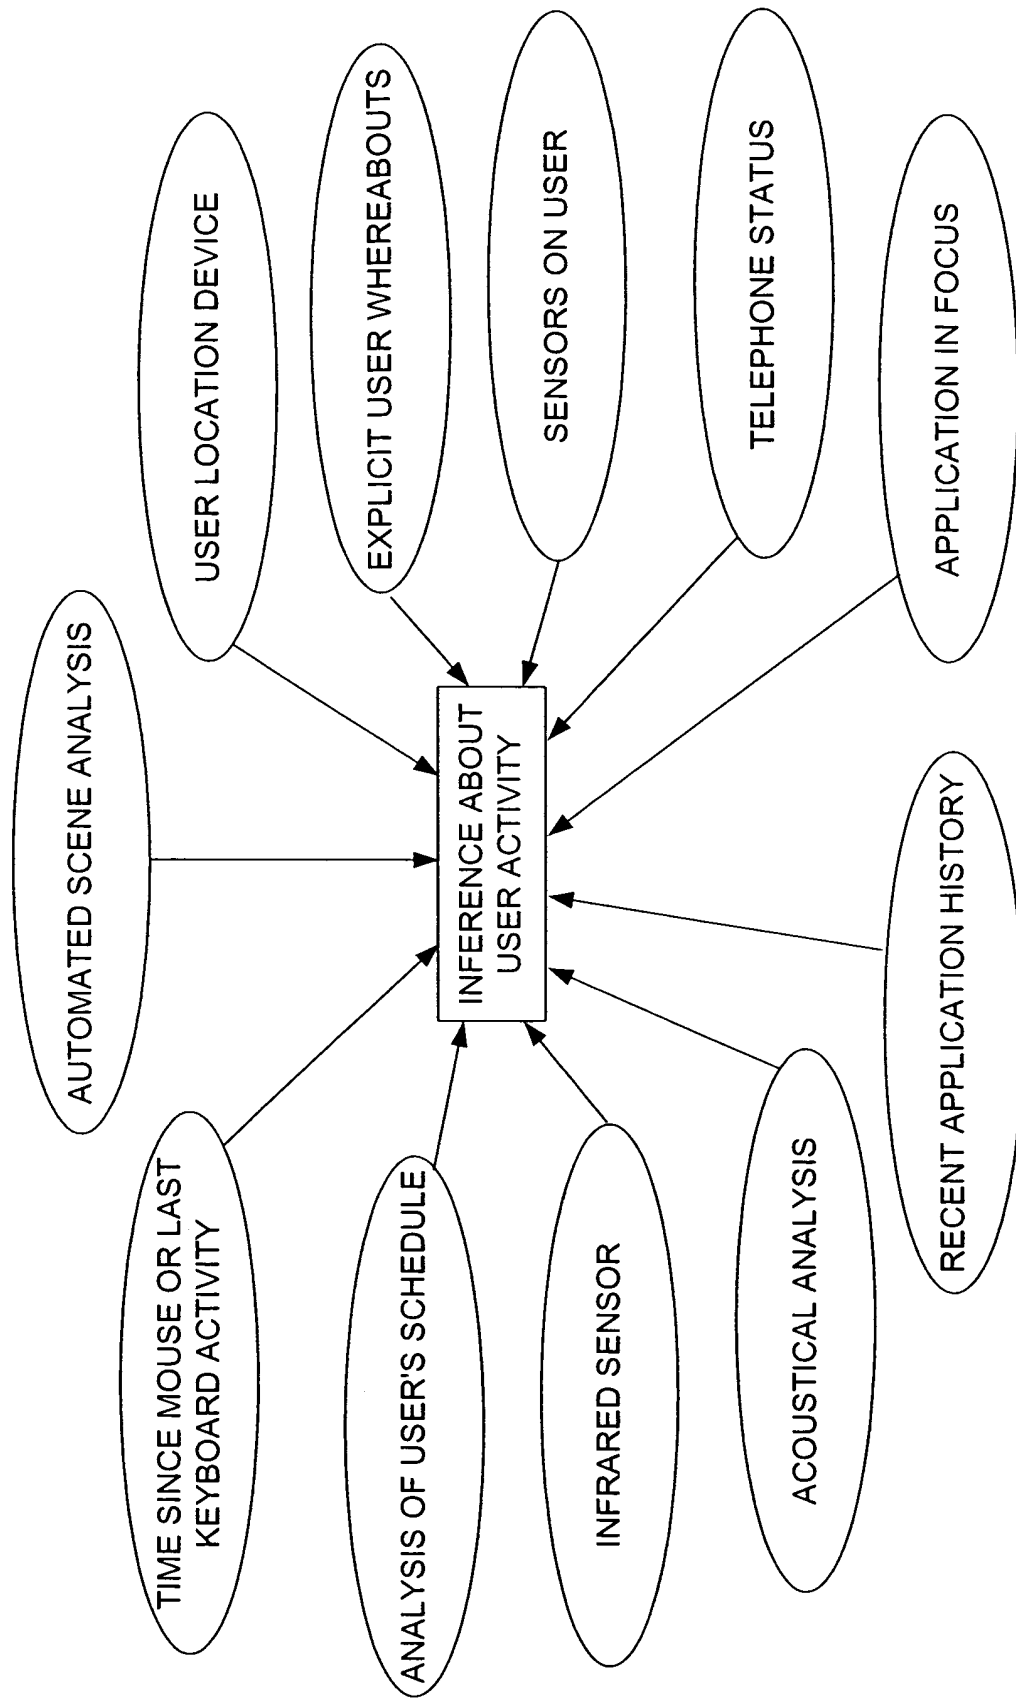 AUTOMATED SCENE ANALYSIS
TIME SINCE MOUSE OR LAST
KEYBOARD ACTIVITY
USER LOCATION DEVICE
ANALYSIS OF USER'S SCHEDULE
EXPLICIT USER WHEREABOUTS
INFERENCE ABOUT
USER ACTIVITY
INFRARED SENSOR
SENSORS ON USER
ACOUSTICAL ANALYSIS
TELEPHONE STATUS
RECENT APPLICATION HISTORY
APPLICATION IN FOCUS